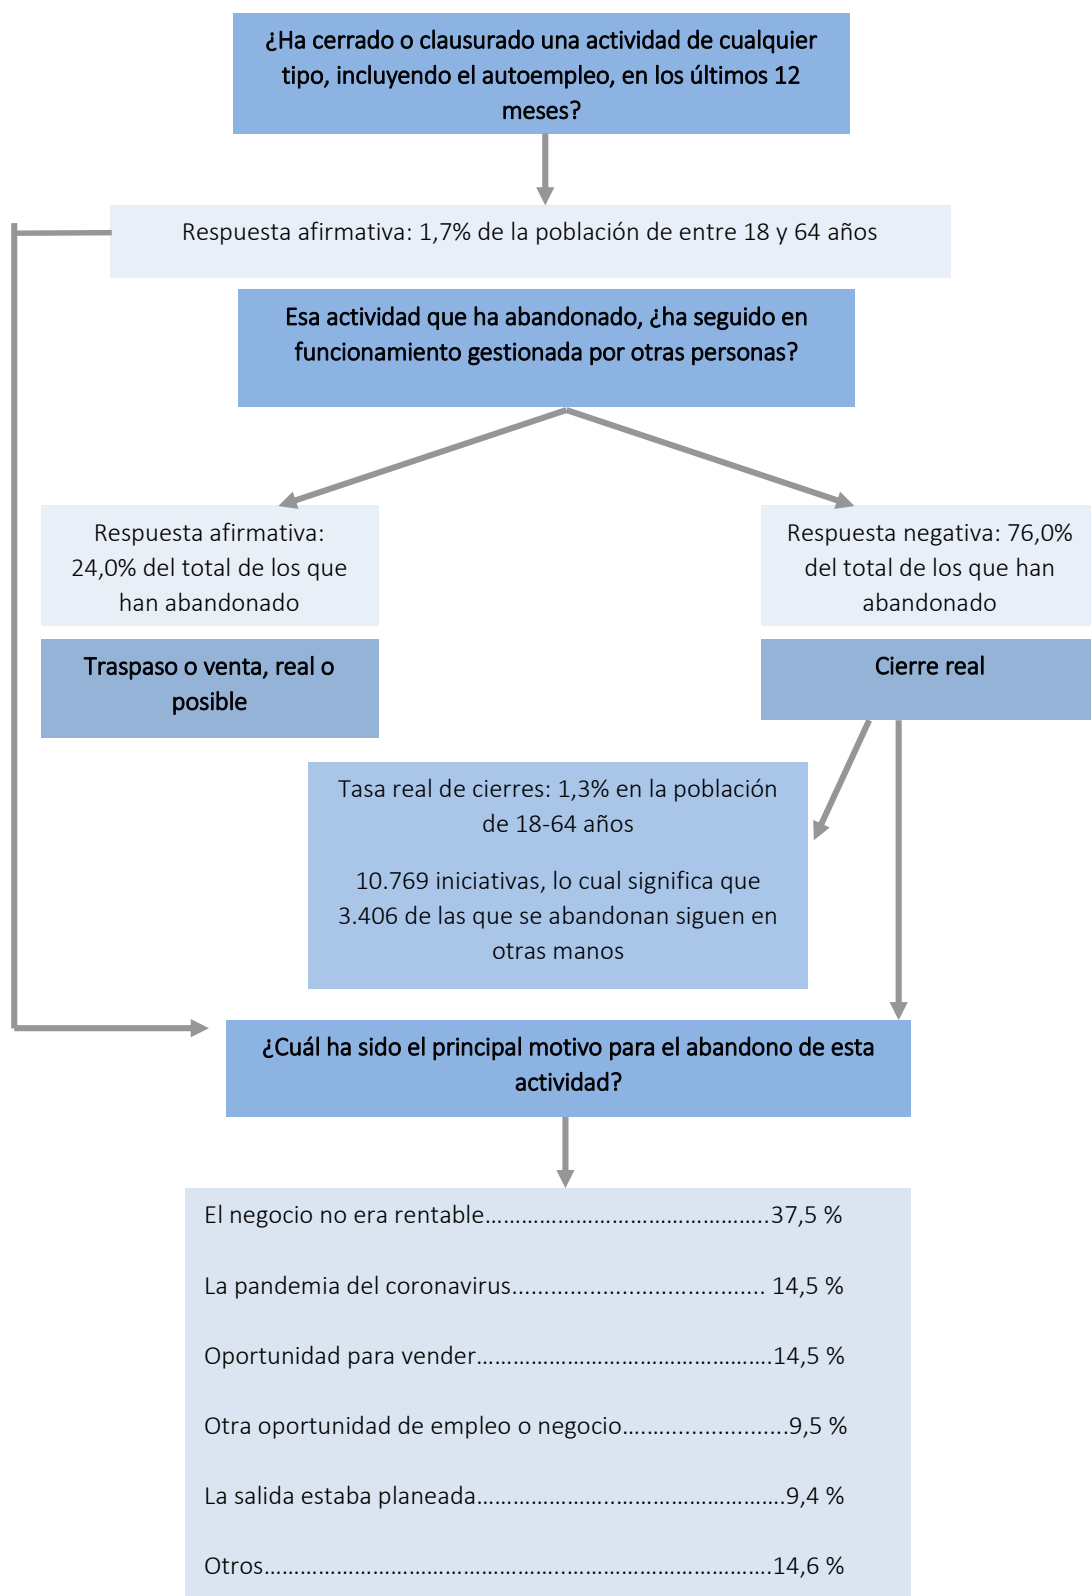 ¿Ha cerrado o clausurado una actividad de cualquier
tipo, incluyendo el autoempleo, en los últimos 12
meses?
Respuesta afirmativa: 1,7% de la población de entre 18 y 64 años
Esa actividad que ha abandonado, ¿ha seguido en
funcionamiento gestionada por otras personas?
Respuesta afirmativa:
24,0% del total de los que
han abandonado
Respuesta negativa: 76,0%
del total de los que han
abandonado
Traspaso o venta, real o
posible
Cierre real
Tasa real de cierres: 1,3% en la población
de 18-64 años
10.769 iniciativas, lo cual significa que
3.406 de las que se abandonan siguen en
otras manos
¿Cuál ha sido el principal motivo para el abandono de esta
actividad?
El negocio no era rentable………………………………………..37,5 %
La pandemia del coronavirus…...…............................ 14,5 %
Oportunidad para vender………………………………………….14,5 %
Otra oportunidad de empleo o negocio….…....................9,5 %
La salida estaba planeada…………………..……………………….9,4 %
Otros……………………………………………..…………………………….14,6 %